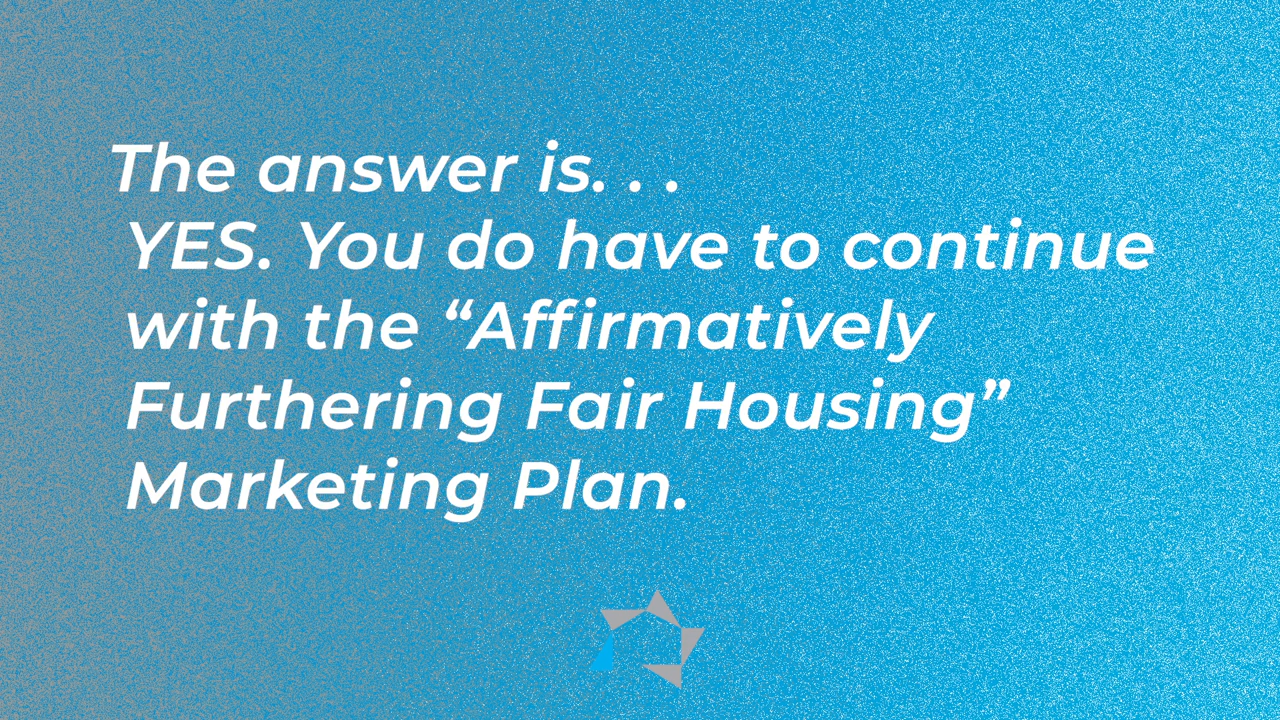 The answer is. . .
YES. You do have to continue
with the “Affirmatively
Furthering Fair Housing”
Marketing Plan.